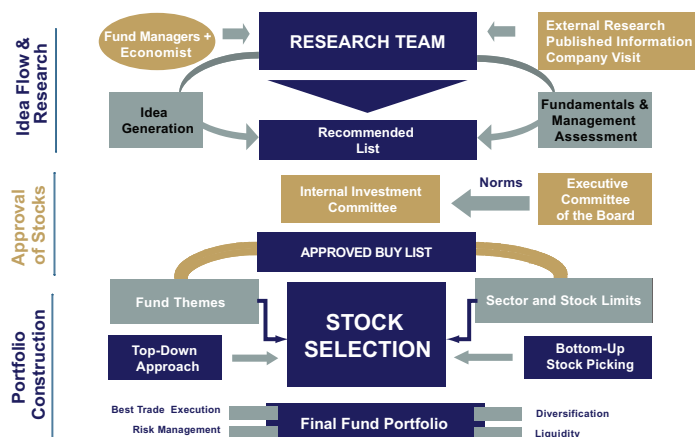 Idea Flow &
Research
Fund Managers +
Economist
RESEARCH TEAM
External Research
Published Information
Company Visit
Idea
Generation
Fundamentals &
Management
Assessment
Recommended
List
Approval
of Stocks
Internal Investment
Committee
Norms
Executive
Committee
of the Board
APPROVED BUY LIST
Portfolio
Construction
Fund Themes
STOCK
SELECTION
Sector and Stock Limits
Top-Down
Approach
Bottom-Up
Stock Picking
Best Trade Execution
Risk Management
Final Fund Portfolio
Diversification
Liquidity